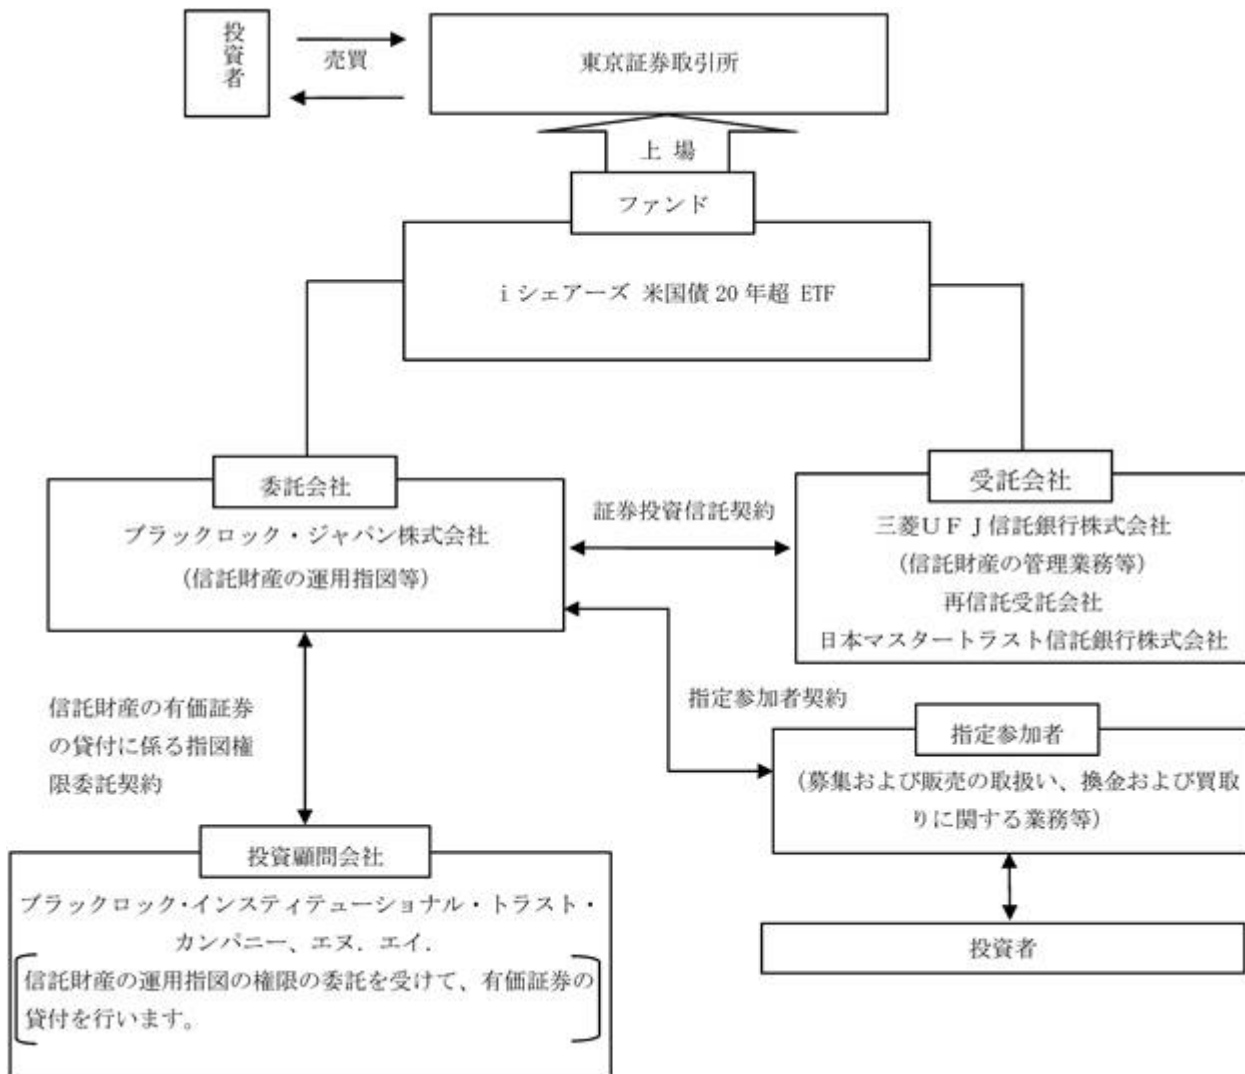 投資者
売買
東京証券取引所
上 場
ファンド
i シェアーズ 米国債 20 年超 ETF
委託会社
ブラックロック・ジャパン株式会社
(信託財産の運用指図等)
証券投資信託契約
受託会社
三菱UFJ信託銀行株式会社
(信託財産の管理業務等)
再信託受託会社
日本マスタートラスト信託銀行株式会社
信託財産の有価証券
の貸付に係る指図権
限委託契約
指定参加者契約
指定参加者
(募集および販売の取扱い、換金および買取
りに関する業務等)
投資顧問会社
ブラックロック・インスティテューショナル・トラスト・
カンパニー、エヌ．エイ．
信託財産の運用指図の権限の委託を受けて、有価証券の
貸付を行います。
投資者